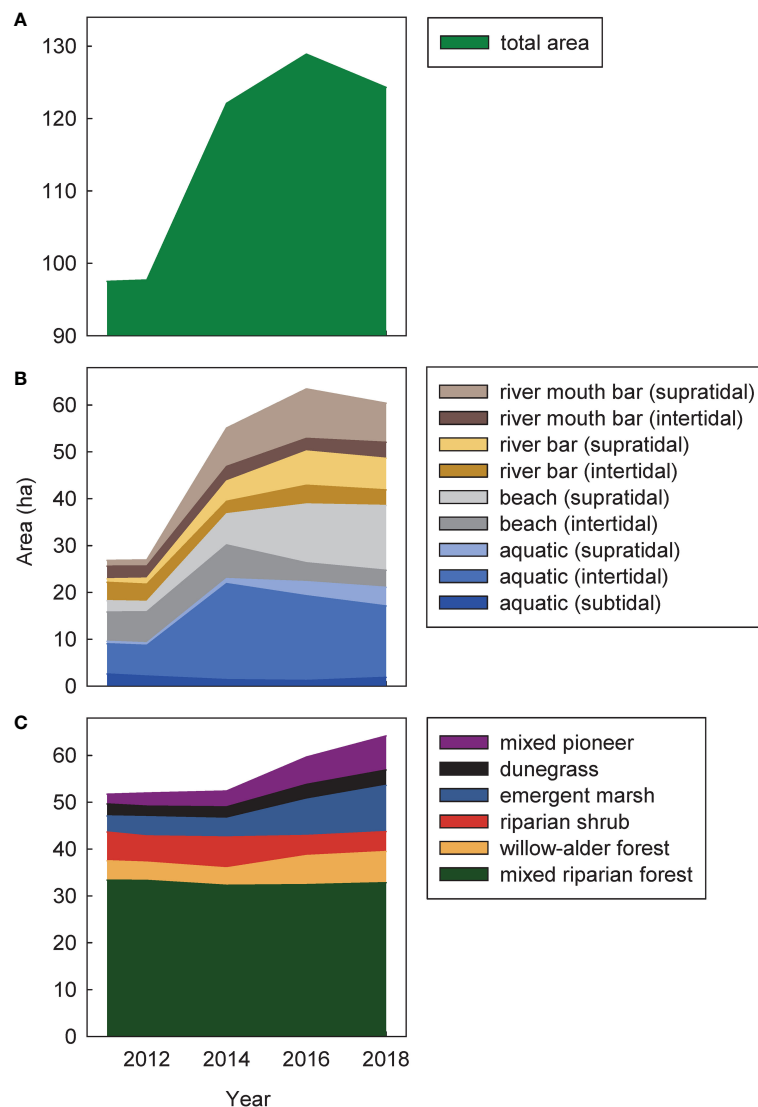 A
130
120
110
100
90
total area
B
Area (ha)
60
50
40
30
20
10
0
river mouth bar (supratidal)
river mouth bar (intertidal)
river bar (supratidal)
river bar (intertidal)
beach (supratidal)
beach (intertidal)
aquatic (supratidal)
aquatic (intertidal)
aquatic (subtidal)
C
60
50
40
30
20
10
0
mixed pioneer
dunegrass
emergent marsh
riparian shrub
willow-alder forest
mixed riparian forest
2012 2014 2016 2018
Year